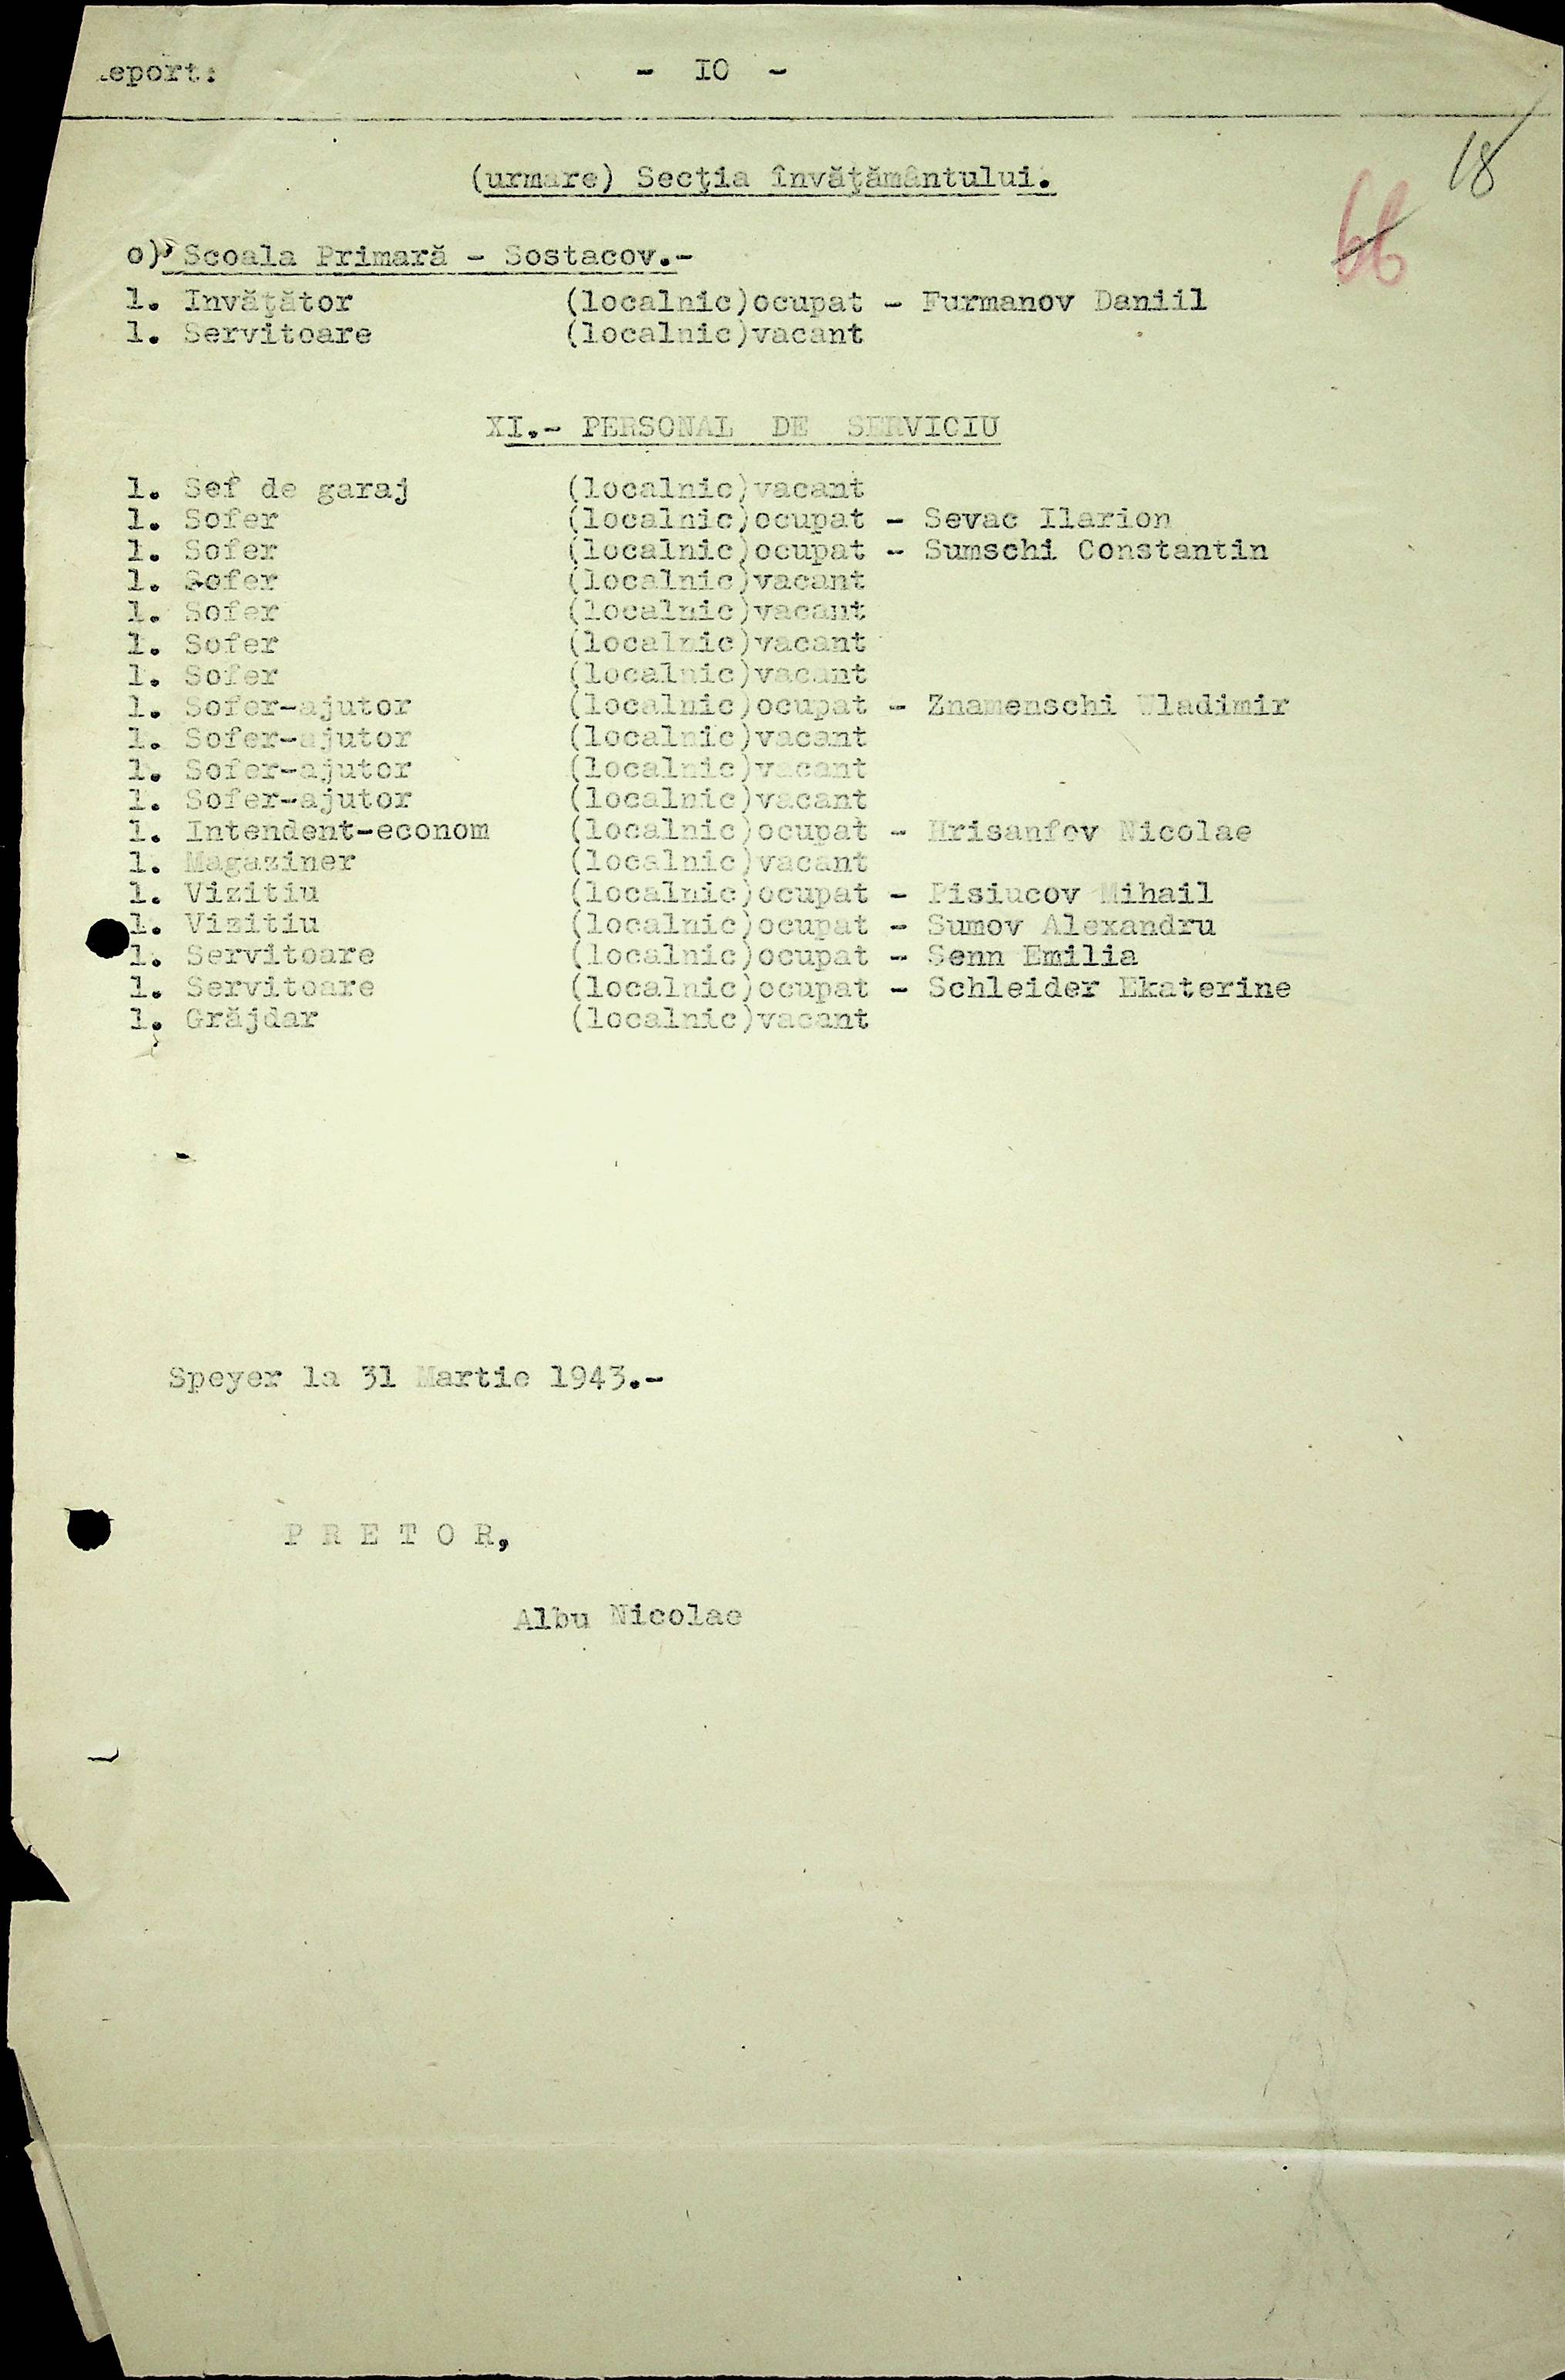 Report: - IO -
18
66
(urmare) Secţia învăţământului.
o) Scoala Primară - Sostacov.-
1. Invăţător (localnic)ocupat - Furmanov Daniil
1. Servitoare (localnic)vacant
XI.- PERSONAL DE SERVICIU
1. Sef de garaj (localnic)vacant
1. Sofer (localnic)ocupat - Sevac Ilarion
1. Sofer (localnic)ocupat - Sumschi Constantin
1. Sofer (localnic)vacant
1. Sofer (localnic)vacant
1. Sofer (localnic)vacant
1. Sofer (localnic)vacant
1. Sofer-ajutor (localnic)ocupat - Znamenschi Wladimir
1. Sofer-ajutor (localnic)vacant
1. Sofer-ajutor (localnic)vacant
1. Sofer-ajutor (localnic)vacant
1. Intendent-econom (localnic)ocupat - Hrisanfov Nicolae
1. Magaziner (localnic)vacant
1. Vizitiu (localnic)ocupat - Pisiucov Mihail
1. Vizitiu (localnic)ocupat - Sumov Alexandru
1. Servitoare (localnic)ocupat - Senn Emilia
1. Servitoare (localnic)ocupat - Schleider Ekaterine
1. Grăjdar (localnic)vacant
Speyer la 31 Martie 1943.-
P R E T O R,
Albu Nicolae